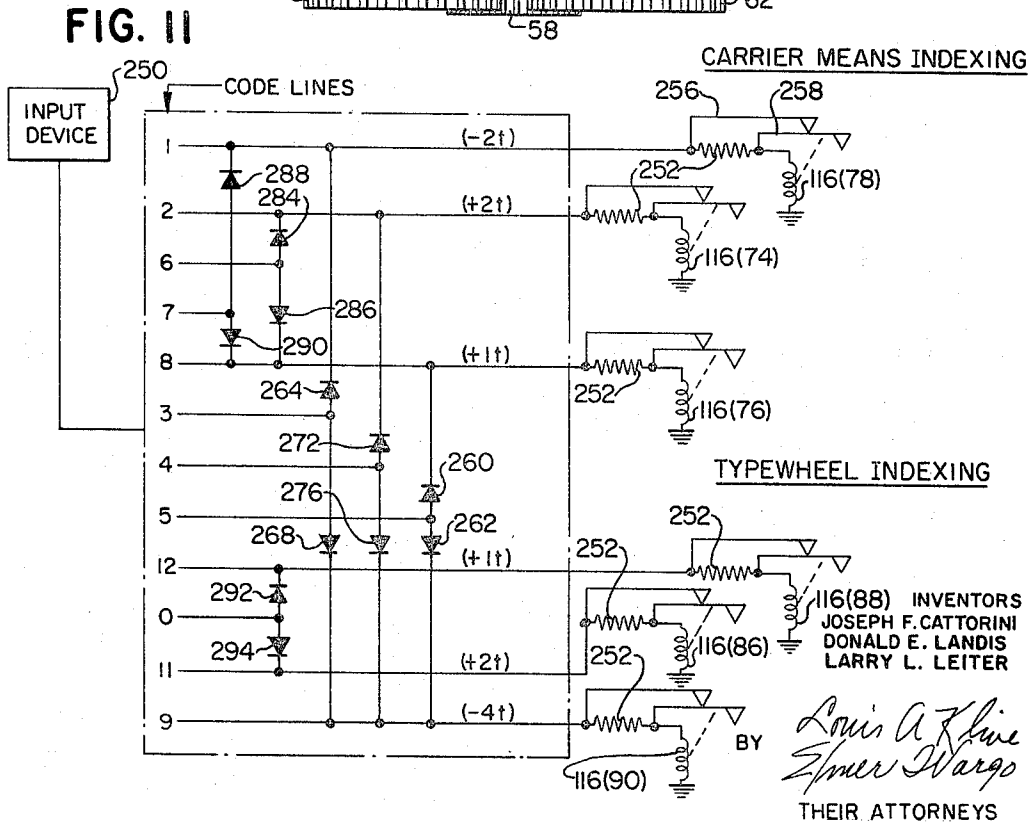 62
58
FIG. 11
CARRIER MEANS INDEXING
250
CODE LINES
INPUT
DEVICE
256
258
1
(-2t)
288
252
116(78)
2
284
(+2t)
6
116(74)
7
286
290
8
(+1t)
264
252
3
116(76)
272
4
260
TYPEWHEEL INDEXING
276
5
268
262
252
252
12
(+1t)
292
116(88)
INVENTORS
0
JOSEPH F. CATTORINI
294
116(86)
DONALD E. LANDIS
252
LARRY L. LEITER
11
(+2t)
9
(-4t)
BY
Louis A Kline
Elmer Wargo
116(90)
THEIR ATTORNEYS